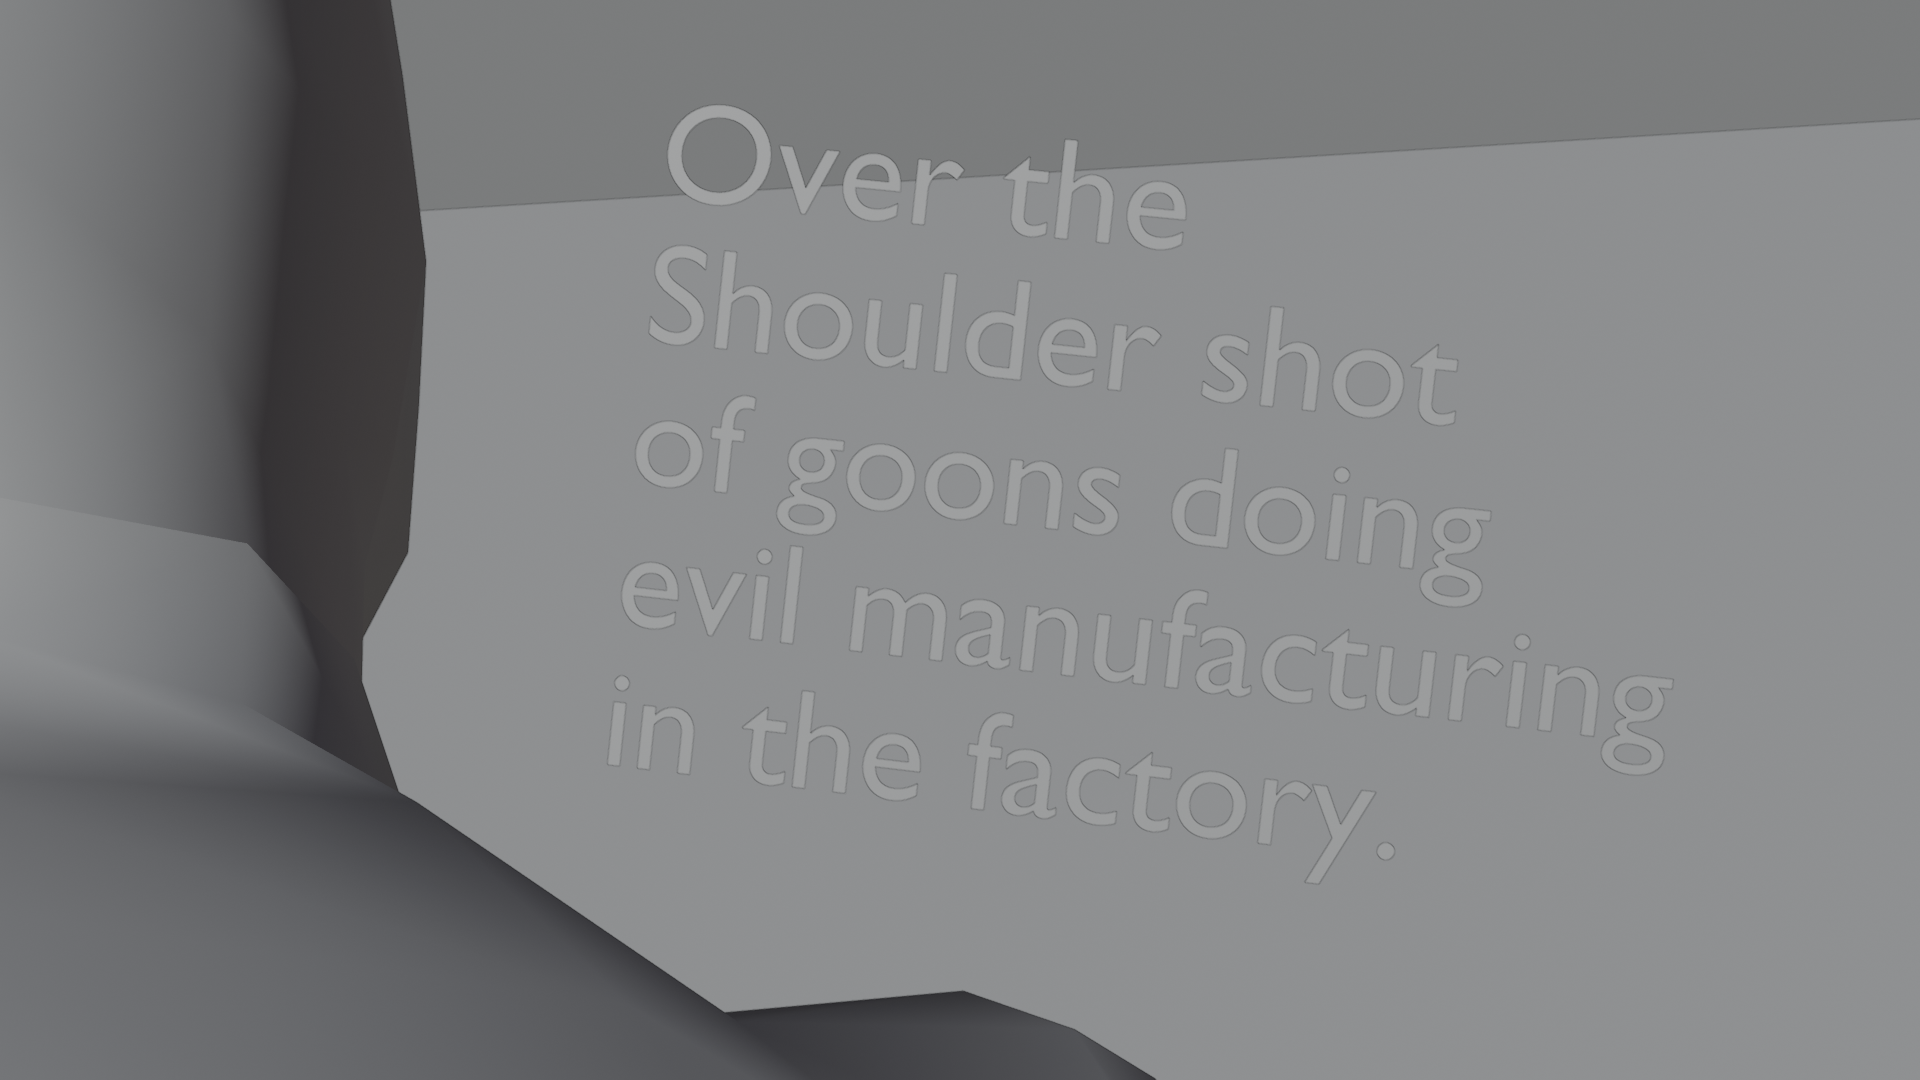 Over the
Shoulder shot
of goons doing
evil manufacturing
in the factory.